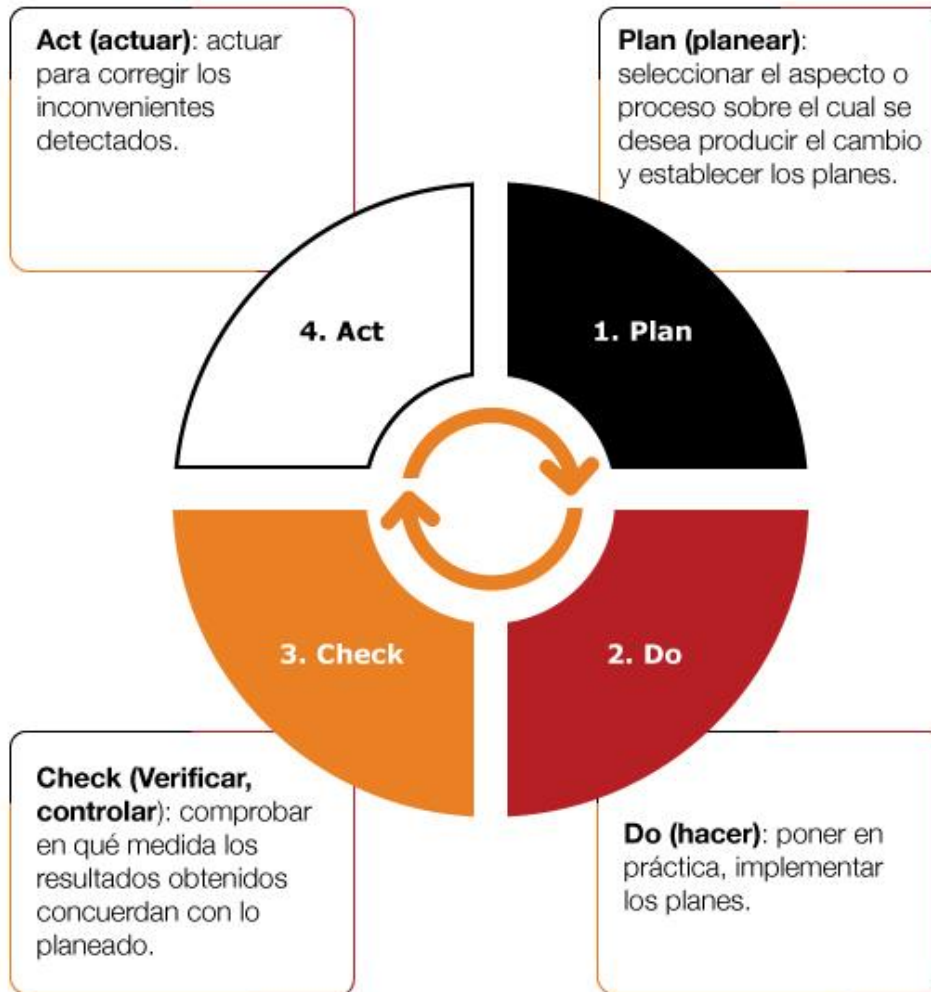 Act (actuar): actuar
para corregir los
inconvenientes
detectados.
Plan (planear):
seleccionar el aspecto o
proceso sobre el cual se
desea producir el cambio
y establecer los planes.
4. Act
1. Plan
3. Check
2. Do
Check (Verificar,
controlar): comprobar
en qué medida los
resultados obtenidos
concuerdan con lo
planeado.
Do (hacer): poner en
práctica, implementar
los planes.